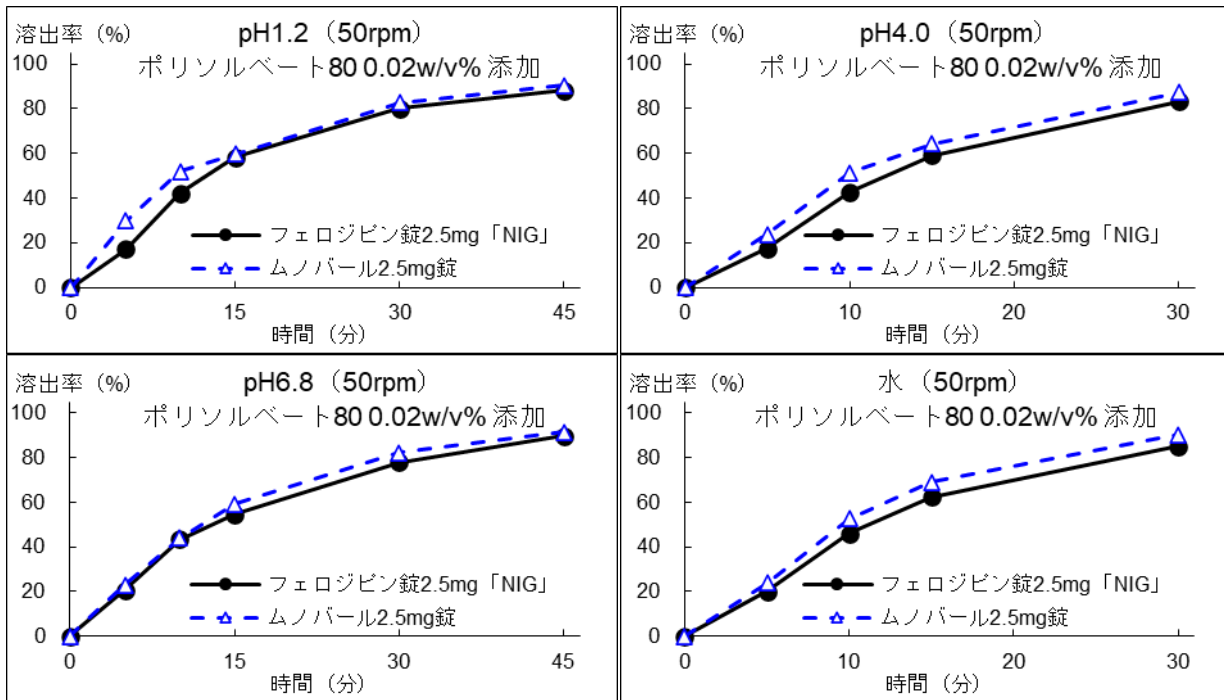 溶出率（%）
pH1.2（50rpm）
ポリソルベート80 0.02w/v% 添加
100
80
60
40
20
0
フェロジピン錠2.5mg「NIG」
ムノバール2.5mg錠
0 15 30 45
時間（分）
溶出率（%）
pH4.0（50rpm）
ポリソルベート80 0.02w/v% 添加
100
80
60
40
20
0
フェロジピン錠2.5mg「NIG」
ムノバール2.5mg錠
0 10 20 30
時間（分）
溶出率（%）
pH6.8（50rpm）
ポリソルベート80 0.02w/v% 添加
100
80
60
40
20
0
フェロジピン錠2.5mg「NIG」
ムノバール2.5mg錠
0 15 30 45
時間（分）
溶出率（%）
水（50rpm）
ポリソルベート80 0.02w/v% 添加
100
80
60
40
20
0
フェロジピン錠2.5mg「NIG」
ムノバール2.5mg錠
0 10 20 30
時間（分）